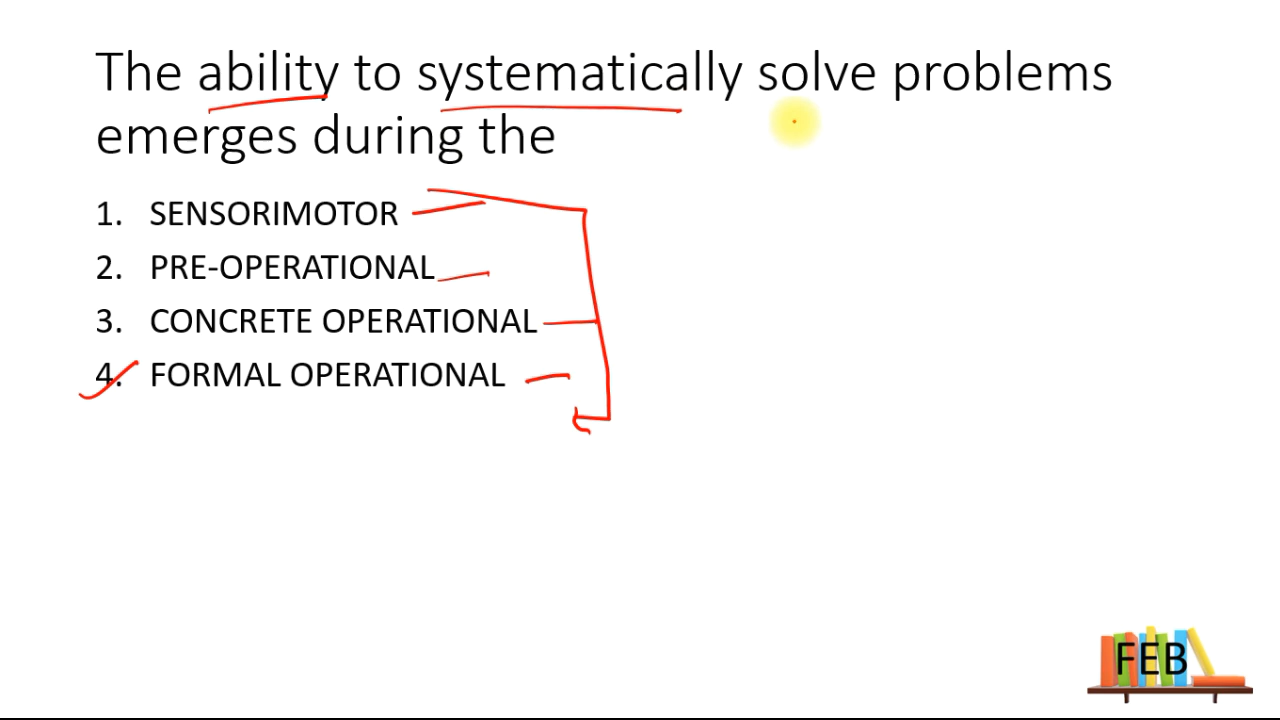 The ability to systematically solve problems
emerges during the
1. SENSORIMOTOR
2. PRE-OPERATIONAL
3. CONCRETE OPERATIONAL
4. FORMAL OPERATIONAL
FEB